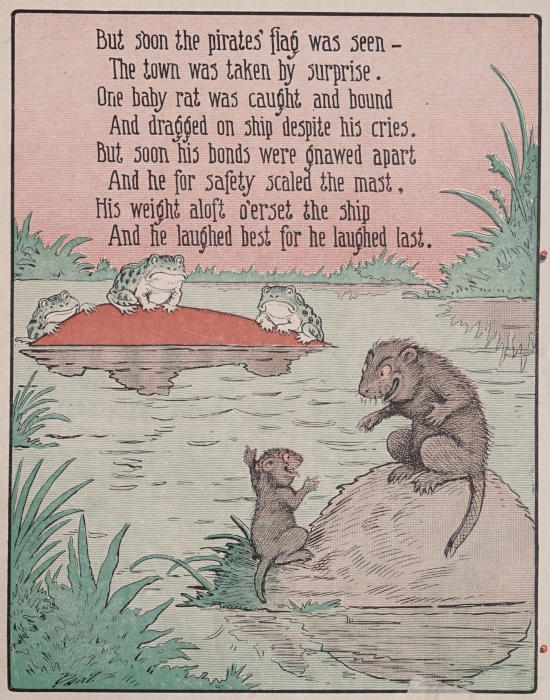 But soon the pirates' flag was seen –
The town was taken by surprise.
One baby rat was caught and bound
And dragged on ship despite his cries.
But soon his bonds were gnawed apart
And he for safety scaled the mast,
His weight aloft o'erset the ship
And he laughed best for he laughed last.